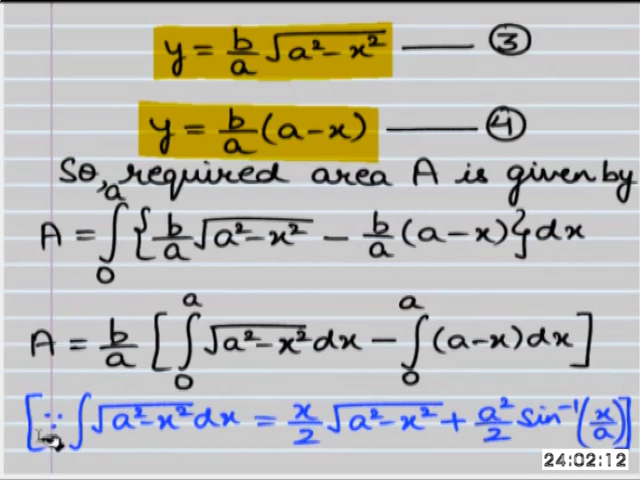 y = b/a √(a²−x²) —— ③
y = b/a (a−x) —— ④
So, required area A is given by
A = ∫₀ᵃ {b/a √(a²−x²) − b/a (a−x)} dx
A = b/a [∫₀ᵃ √(a²−x²) dx − ∫₀ᵃ (a−x) dx]
[∵ ∫ √(a²−x²) dx = x/2 √(a²−x²) + a²/2 sin⁻¹(x/a)]
24:02:12